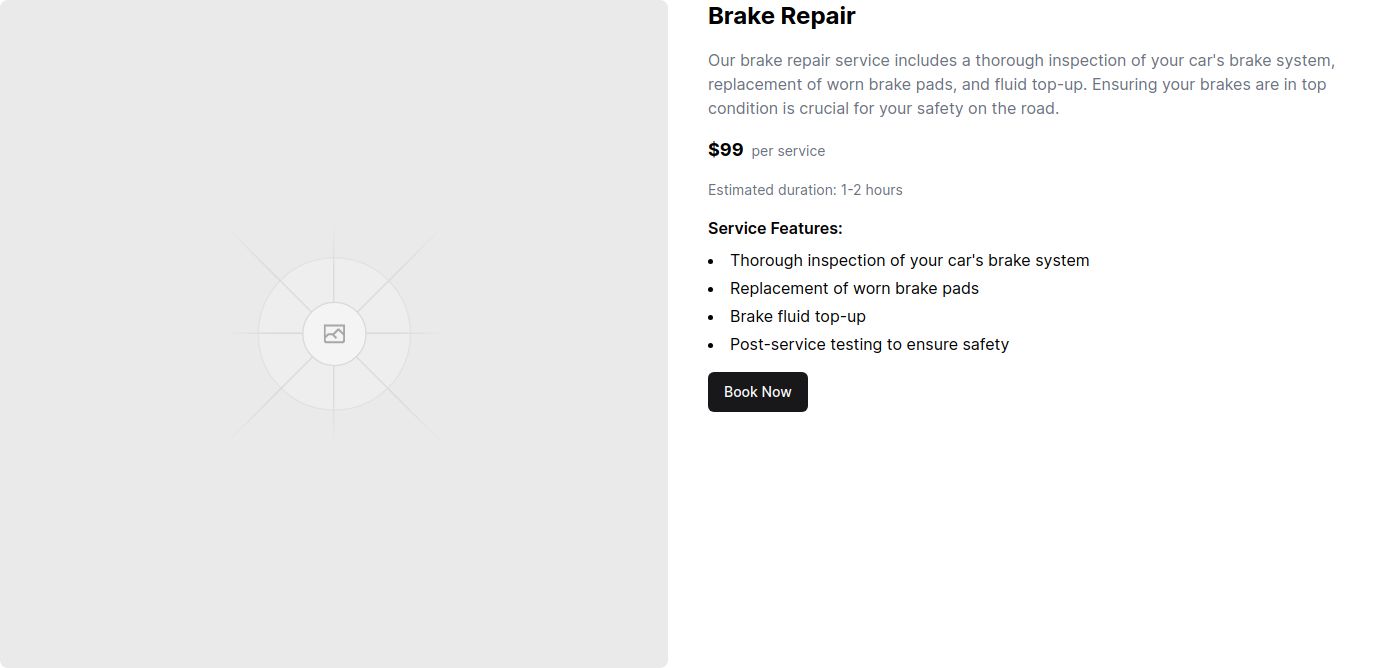 Brake Repair
Our brake repair service includes a thorough inspection of your car's brake system,
replacement of worn brake pads, and fluid top-up. Ensuring your brakes are in top
condition is crucial for your safety on the road.
$99 per service
Estimated duration: 1-2 hours
Service Features:
• Thorough inspection of your car's brake system
• Replacement of worn brake pads
• Brake fluid top-up
• Post-service testing to ensure safety
Book Now